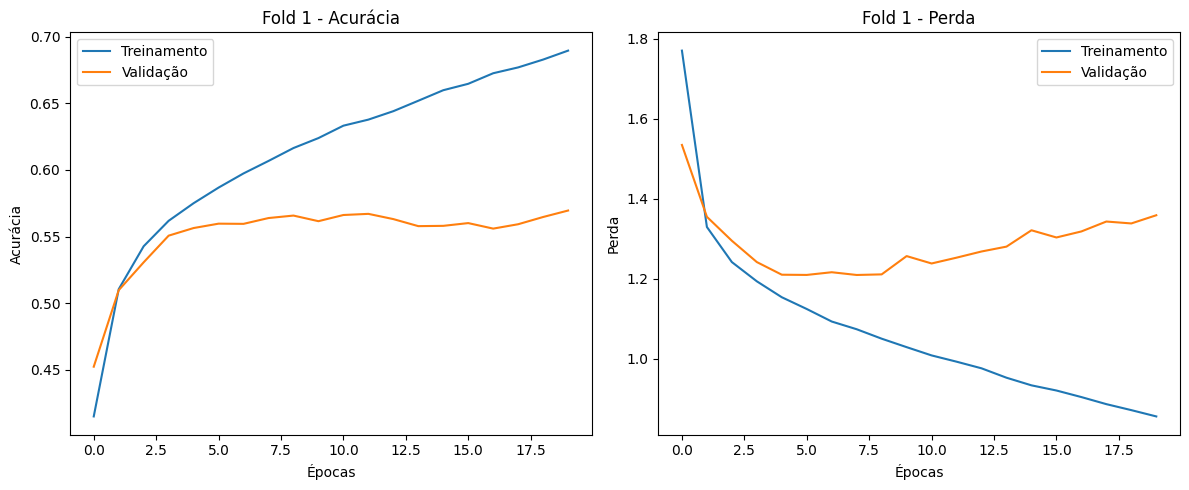 Fold 1 - Acurácia
0.70
0.65
0.60
0.55
0.50
0.45
Acurácia
Treinamento
Validação
0.0 2.5 5.0 7.5 10.0 12.5 15.0 17.5
Épocas
Fold 1 - Perda
1.8
1.6
1.4
1.2
1.0
Perda
Treinamento
Validação
0.0 2.5 5.0 7.5 10.0 12.5 15.0 17.5
Épocas